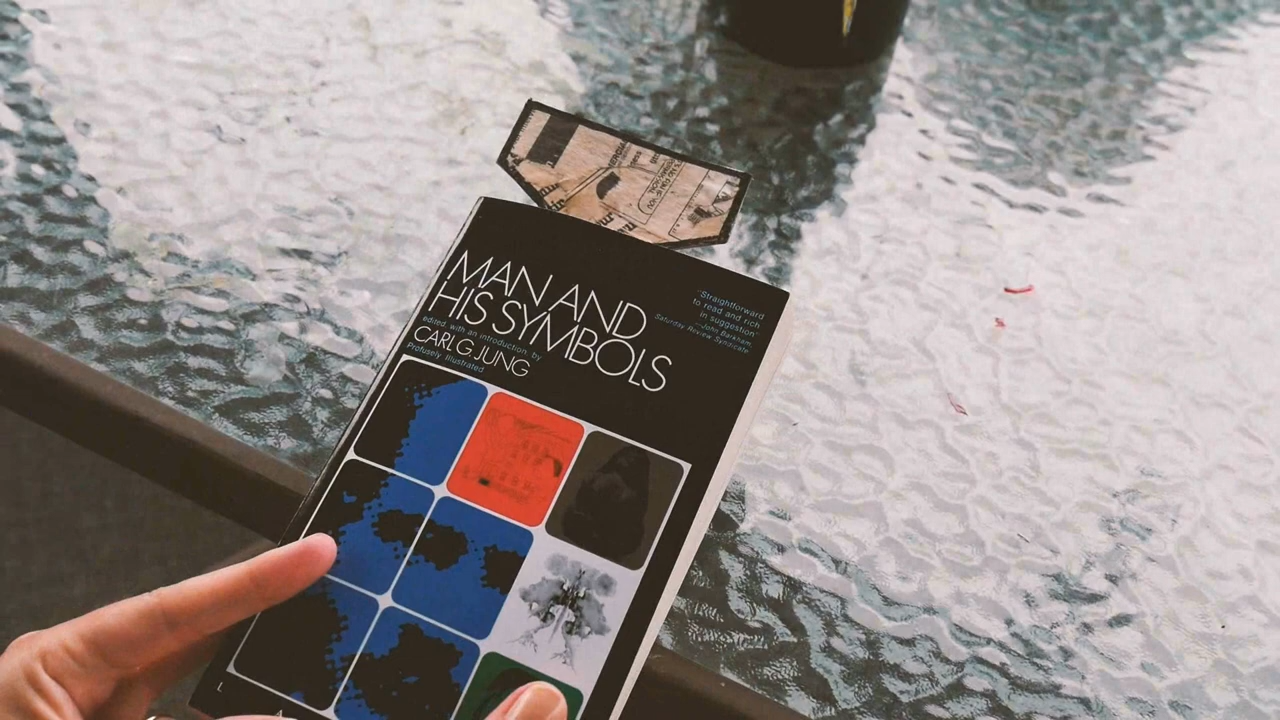 MAN AND
HIS SYMBOLS
edited, with an introduction, by
CARL G. JUNG
Profusely Illustrated
"Straightforward
to read and rich
in suggestion"
—John Barkham,
Saturday Review Syndicate